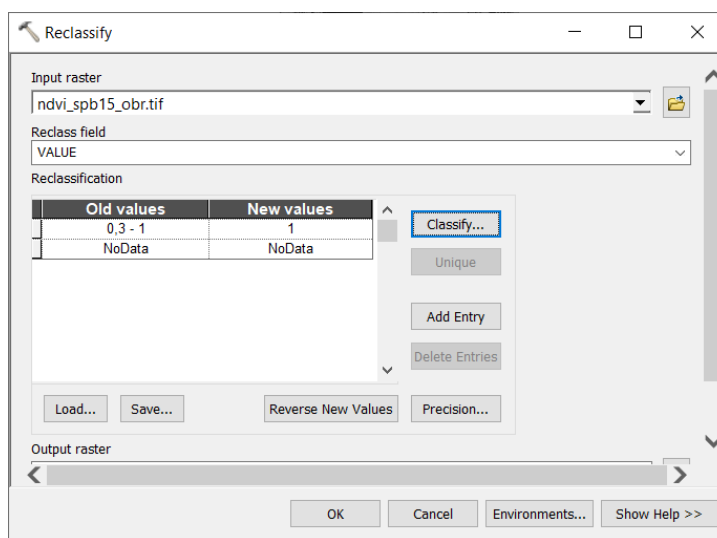 Reclassify
Input raster
ndvi_spb15_obr.tif
Reclass field
VALUE
Reclassification
Old values New values
0,3 - 1 1
NoData NoData
Classify...
Unique
Add Entry
Delete Entries
Load... Save... Reverse New Values Precision...
Output raster
OK Cancel Environments... Show Help >>